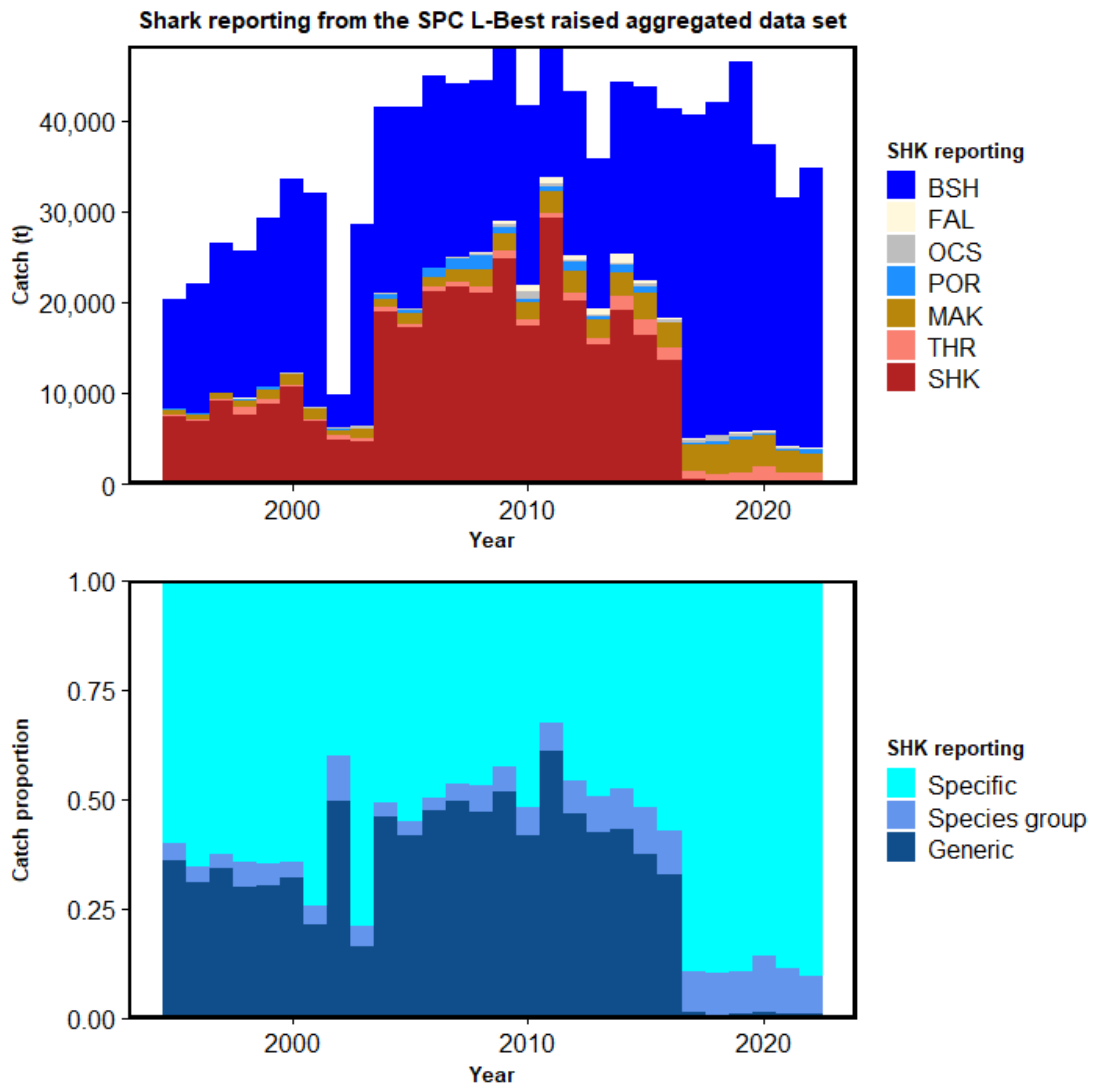 Shark reporting from the SPC L-Best raised aggregated data set
Catch (t)
40,000
30,000
20,000
10,000
0
2000
2010
2020
Year
SHK reporting
BSH
FAL
OCS
POR
MAK
THR
SHK
Catch proportion
1.00
0.75
0.50
0.25
0.00
2000
2010
2020
Year
SHK reporting
Specific
Species group
Generic